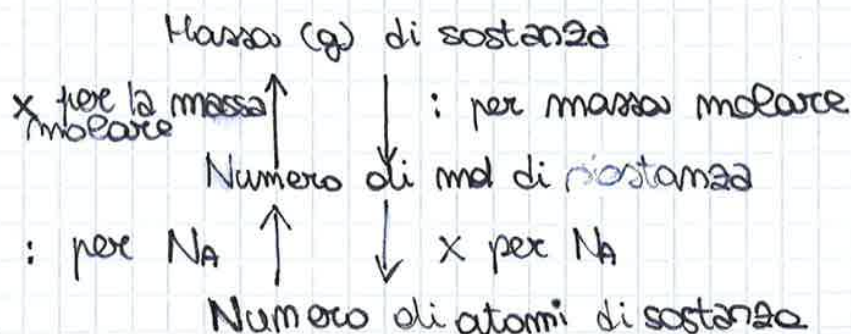 Massa (g) di sostanza
x per la massa molare
: per massa molare
Numero di mol di sostanza
: per NA
x per NA
Numero di atomi di sostanza